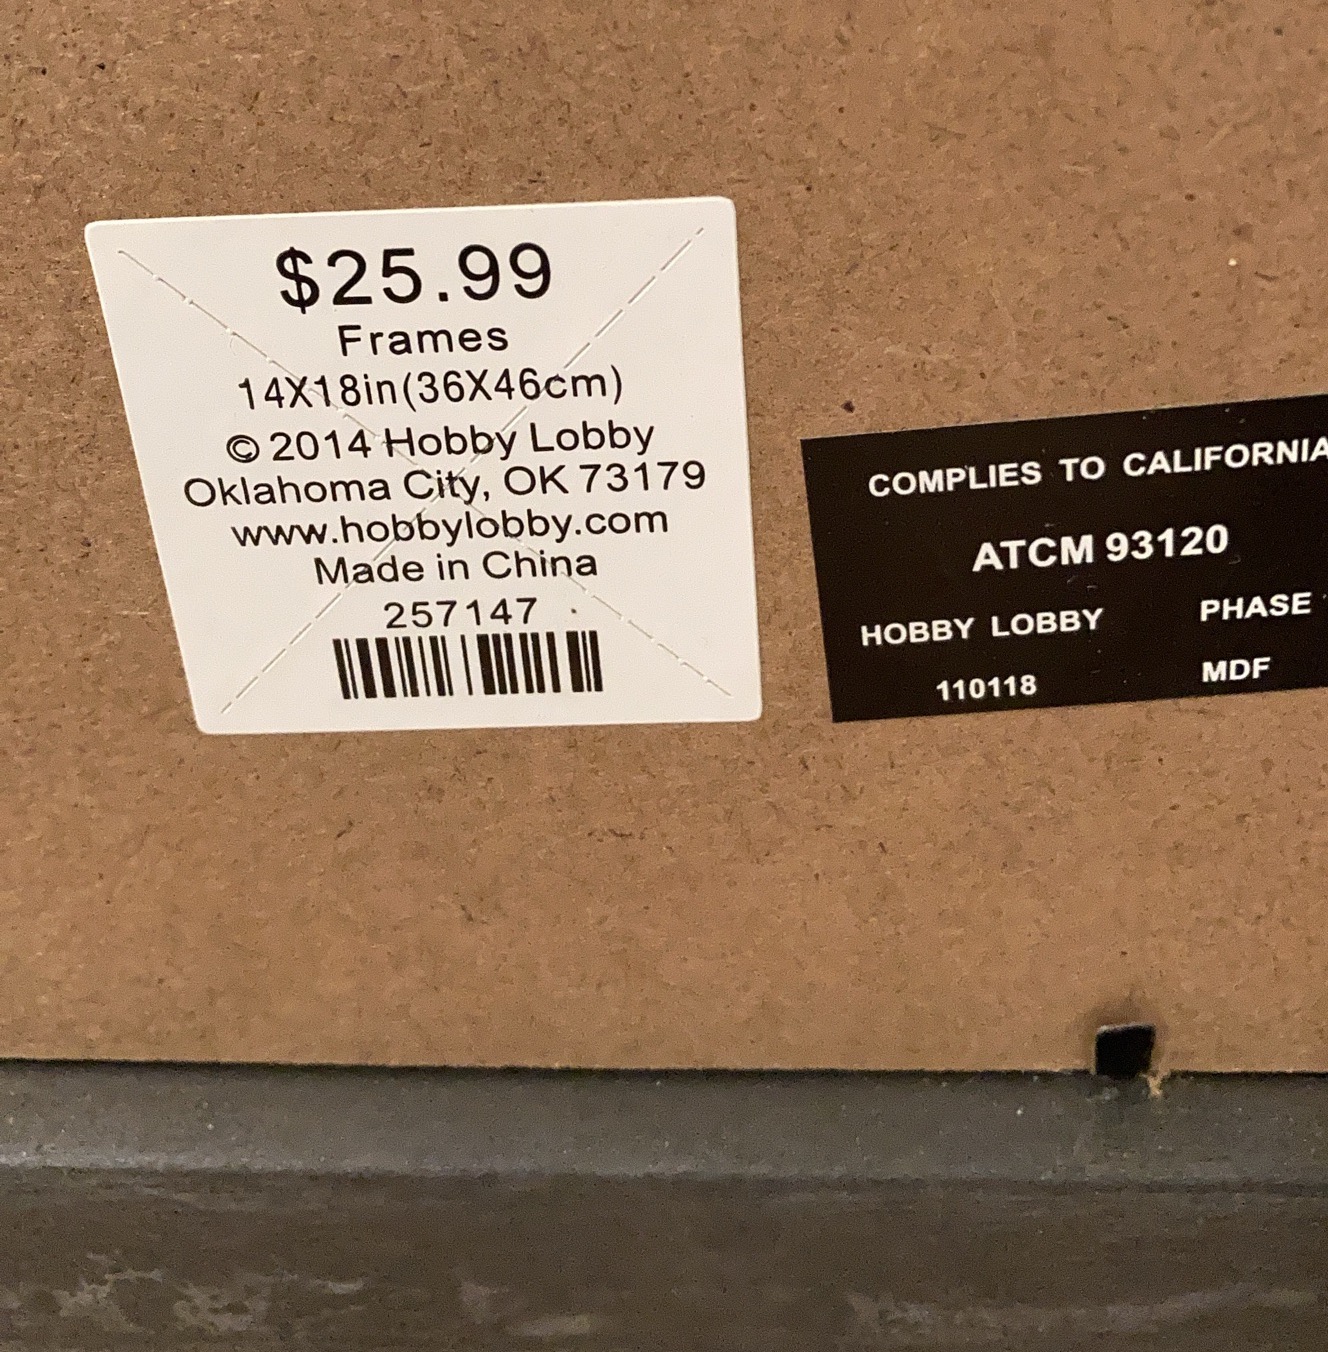 $25.99
Frames
14X18in(36X46cm)
© 2014 Hobby Lobby
Oklahoma City, OK 73179
www.hobbylobby.com
Made in China
257147
COMPLIES TO CALIFORNIA
ATCM 93120
HOBBY LOBBY PHASE
110118 MDF